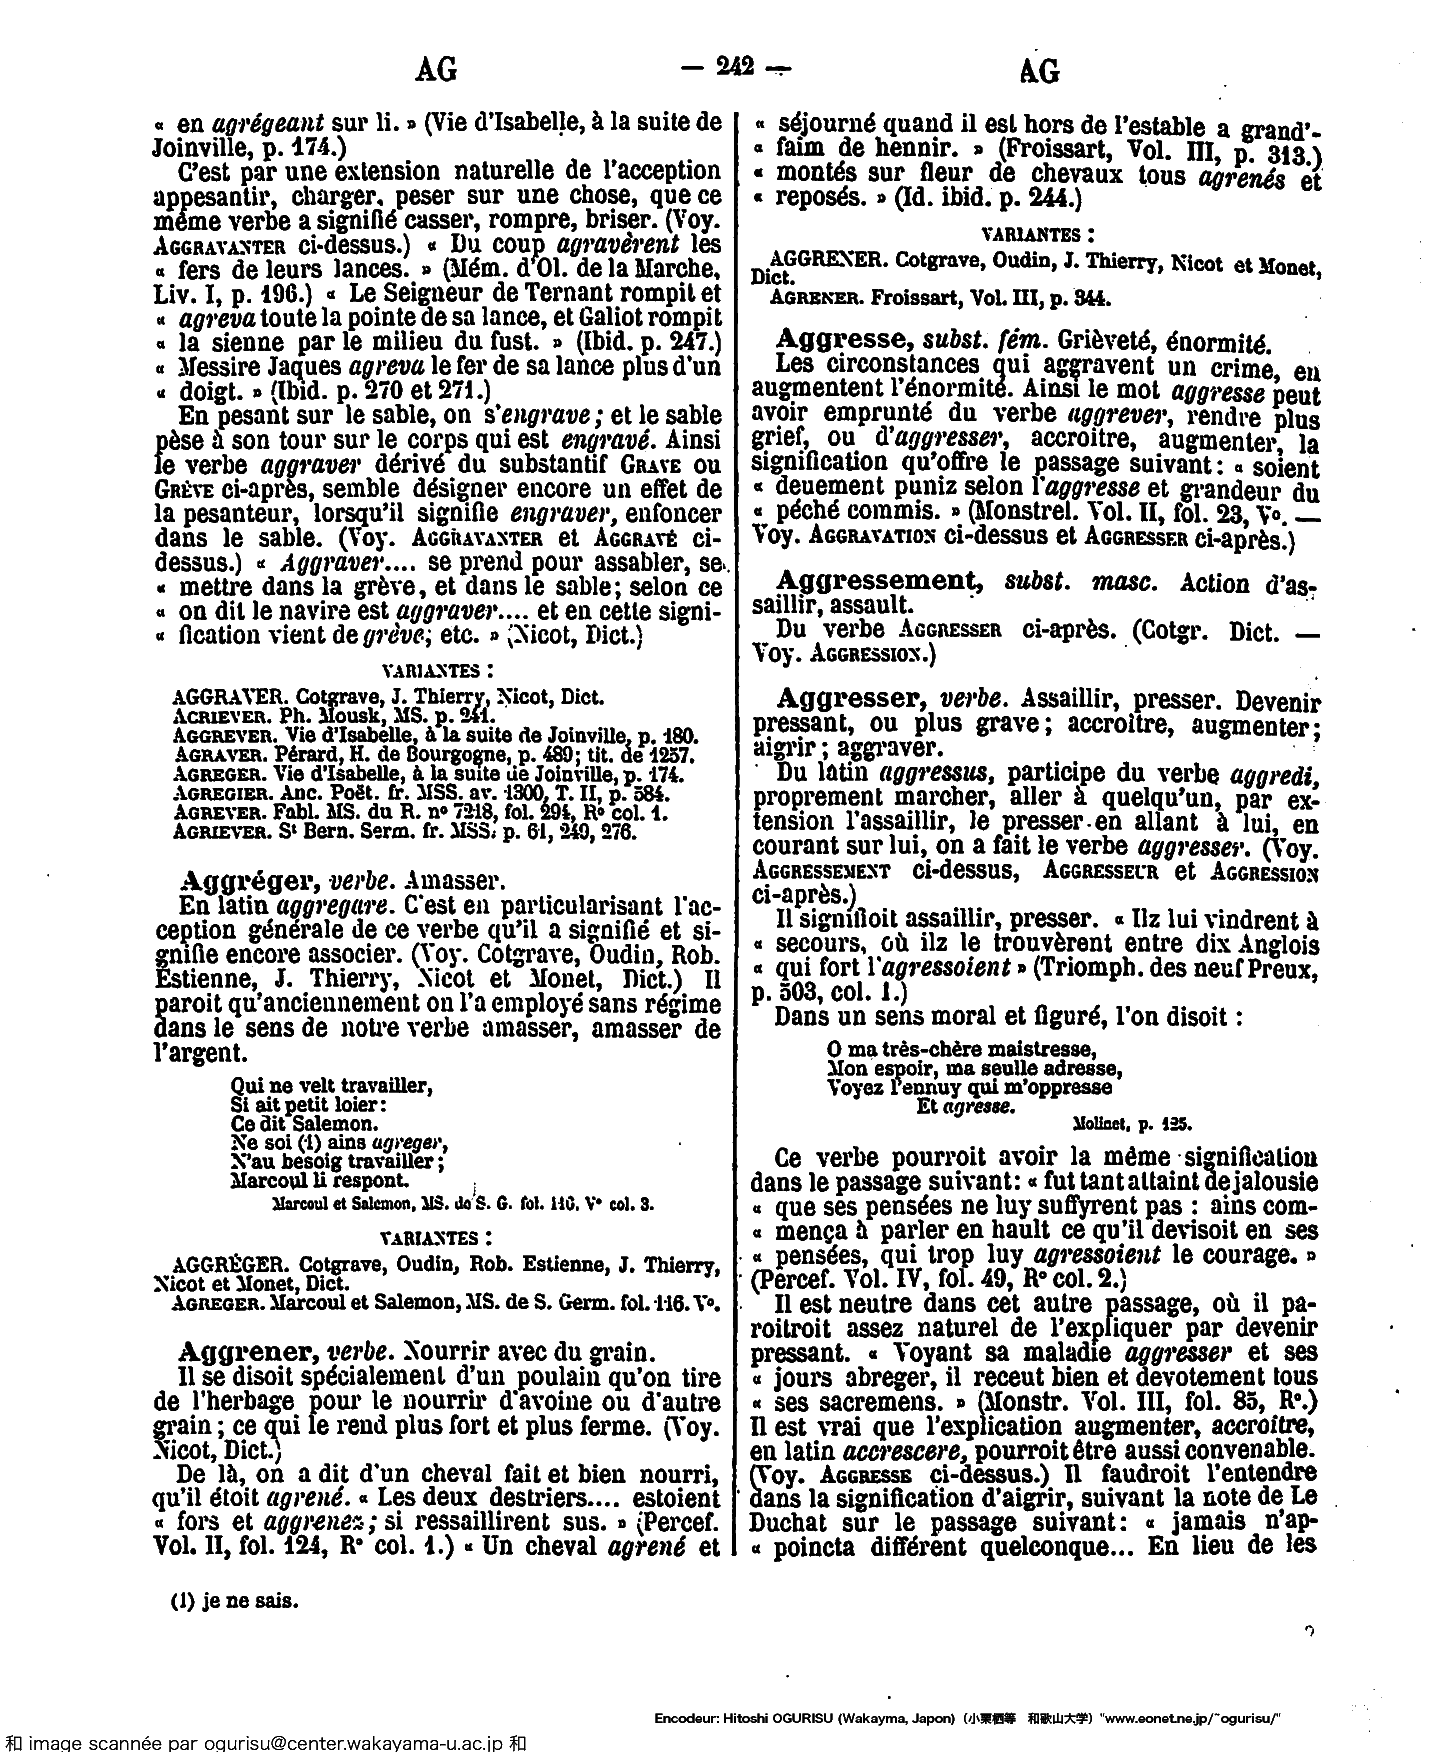 AG
— 242 —
AG
« en agrégeant sur li. » (Vie d'Isabelle, à la suite de
Joinville, p. 174.)
C'est par une extension naturelle de l'acception
appesantir, charger, peser sur une chose, que ce
même verbe a signifié casser, rompre, briser. (Voy.
AGGRAVANTER ci-dessus.) « Du coup agravèrent les
« fers de leurs lances. » (Mém. d'Ol. de la Marche,
Liv. I, p. 196.) « Le Seigneur de Ternant rompit et
« agreva toute la pointe de sa lance, et Galiot rompit
« la sienne par le milieu du fust. » (Ibid. p. 247.)
« Messire Jaques agreva le fer de sa lance plus d'un
« doigt. » (Ibid. p. 270 et 271.)
En pesant sur le sable, on s'engrave; et le sable
pèse à son tour sur le corps qui est engravé. Ainsi
le verbe aggraver dérivé du substantif GRAVE ou
GRÈVE ci-après, semble désigner encore un effet de
la pesanteur, lorsqu'il signifie engraver, enfoncer
dans le sable. (Voy. AGGRAVANTER et AGGRAVÉ ci-
dessus.) « Aggraver.... se prend pour assabler, se
« mettre dans la grève, et dans le sable; selon ce
« on dit le navire est aggraver.... et en cette signi-
« fication vient de grève; etc. » (Nicot, Dict.)
VARIANTES :
AGGRAVER. Cotgrave, J. Thierry, Nicot, Dict.
ACRIEVER. Ph. Mousk, MS. p. 241.
AGGREVER. Vie d'Isabelle, à la suite de Joinville, p. 180.
AGRAVER. Pérard, H. de Bourgogne, p. 489; tit. de 1257.
AGREGER. Vie d'Isabelle, à la suite de Joinville, p. 174.
AGREGIER. Anc. Poët. fr. MSS. av. 1300, T. II, p. 584.
AGREVER. Fabl. MS. du R. nº 7218, fol. 294, Rº col. 1.
AGRIEVER. St Bern. Serm. fr. MSS. p. 61, 249, 276.
Aggréger, verbe. Amasser.
En latin aggregare. C'est en particularisant l'ac-
ception générale de ce verbe qu'il a signifié et si-
gnifie encore associer. (Voy. Cotgrave, Oudin, Rob.
Estienne, J. Thierry, Nicot et Monet, Dict.) Il
paroit qu'anciennement on l'a employé sans régime
dans le sens de notre verbe amasser, amasser de
l'argent.
Qui ne velt travailler,
Si ait petit loier:
Ce dit Salemon.
Ne soi (1) ains agreger,
N'au besoig travailler;
Marcoul li respont.
Marcoul et Salemon, MS. de S. G. fol. 116, Vº col. 3.
VARIANTES :
AGGRÉGER. Cotgrave, Oudin, Rob. Estienne, J. Thierry,
Nicot et Monet, Dict.
AGREGER. Marcoul et Salemon, MS. de S. Germ. fol. 116. Vº.
Aggrener, verbe. Nourrir avec du grain.
Il se disoit spécialement d'un poulain qu'on tire
de l'herbage pour le nourrir d'avoine ou d'autre
grain; ce qui le rend plus fort et plus ferme. (Voy.
Nicot, Dict.)
De là, on a dit d'un cheval fait et bien nourri,
qu'il étoit agrené. « Les deux destriers.... estoient
« fors et aggrenez; si ressaillirent sus. » (Percef.
Vol. II, fol. 124, Rº col. 1.) « Un cheval agrené et
(1) je ne sais.
« séjourné quand il est hors de l'estable a grand'-
« faim de hennir. » (Froissart, Vol. III, p. 313.)
« montés sur fleur de chevaux tous agrenés et
« reposés. » (Id. ibid. p. 244.)
VARIANTES :
AGGRENER. Cotgrave, Oudin, J. Thierry, Nicot et Monet,
Dict.
AGRENER. Froissart, Vol. III, p. 344.
Aggresse, subst. fém. Grièveté, énormité.
Les circonstances qui aggravent un crime, en
augmentent l'énormité. Ainsi le mot aggresse peut
avoir emprunté du verbe aggrever, rendre plus
grief, ou d'aggresser, accroitre, augmenter, la
signification qu'offre le passage suivant: « soient
« deuement puniz selon l'aggresse et grandeur du
« péché commis. » (Monstrel. Vol. II, fol. 23, Vº. —
Voy. AGGRAVATION ci-dessus et AGGRESSER ci-après.)
Aggressement, subst. masc. Action d'as-
saillir, assault.
Du verbe AGGRESSER ci-après. (Cotgr. Dict. —
Voy. AGGRESSION.)
Aggresser, verbe. Assaillir, presser. Devenir
pressant, ou plus grave; accroître, augmenter;
aigrir; aggraver.
Du latin aggressus, participe du verbe aggredi,
proprement marcher, aller à quelqu'un, par ex-
tension l'assaillir, le presser en allant à lui, en
courant sur lui, on a fait le verbe aggresser. (Voy.
AGGRESSEMENT ci-dessus, AGGRESSEUR et AGGRESSION
ci-après.)
Il signifioit assaillir, presser. « Ilz lui vindrent à
« secours, où ilz le trouvèrent entre dix Anglois
« qui fort l'agressoient » (Triomph. des neuf Preux,
p. 503, col. 1.)
Dans un sens moral et figuré, l'on disoit :
O ma très-chère maistresse,
Mon espoir, ma seulle adresse,
Voyez l'ennuy qui m'oppresse
Et agresse.
Molinet, p. 135.
Ce verbe pourroit avoir la même signification
dans le passage suivant: « fut tant attaint de jalousie
« que ses pensées ne luy suffyrent pas : ains com-
« mença à parler en hault ce qu'il devisoit en ses
« pensées, qui trop luy agressoient le courage. »
(Percef. Vol. IV, fol. 49, Rº col. 2.)
Il est neutre dans cet autre passage, où il pa-
roitroit assez naturel de l'expliquer par devenir
pressant. « Voyant sa maladie aggresser et ses
« jours abreger, il receut bien et devotement tous
« ses sacremens. » (Monstr. Vol. III, fol. 85, Rº.)
Il est vrai que l'explication augmenter, accroître,
en latin accrescere, pourroit être aussi convenable.
(Voy. AGGRESSE ci-dessus.) Il faudroit l'entendre
dans la signification d'aigrir, suivant la note de Le
Duchat sur le passage suivant: « jamais n'ap-
« poincta différent quelconque... En lieu de les
Encodeur: Hitoshi OGURISU (Wakayma, Japon) (小栗栖等 和歌山大学) "www.eonet.ne.jp/~ogurisu/"
和 image scannée par ogurisu@center.wakayama-u.ac.jp 和